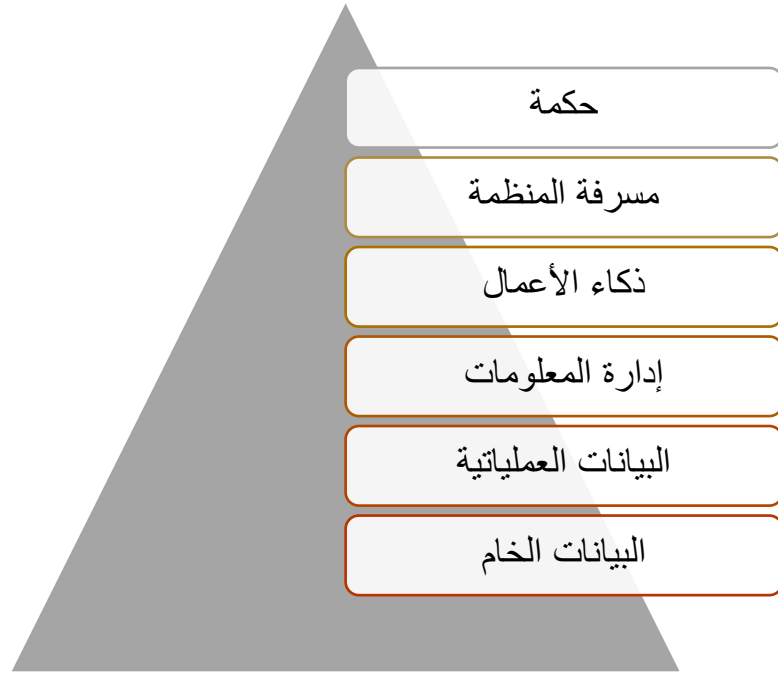 حكمة
مسرفة المنظمة
ذكاء الأعمال
إدارة المعلومات
البيانات العملياتية
البيانات الخام